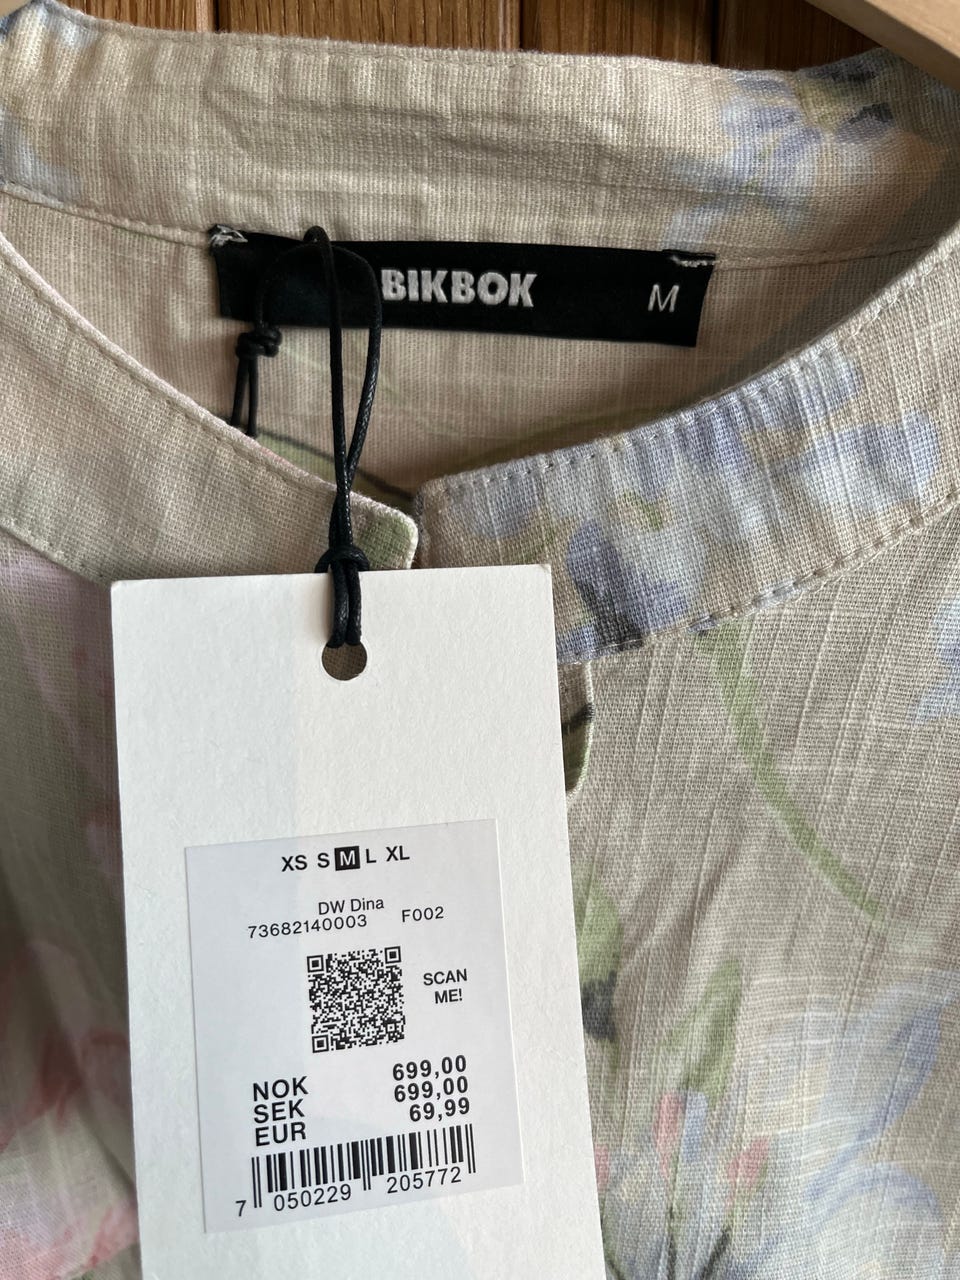 BIKBOK M
XS S M L XL
DW Dina
73682140003 F002
SCAN
ME!
NOK 699,00
SEK 699,00
EUR 69,99
7 050229 205772